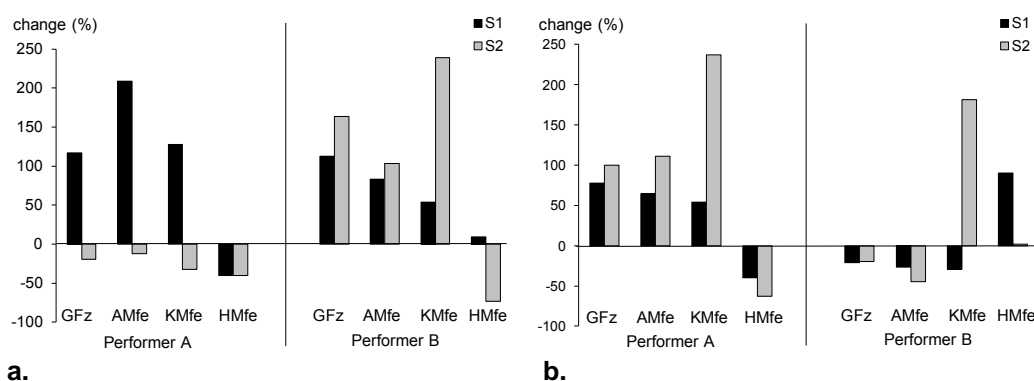 change (%)
S1
S2
250
200
150
100
50
0
-50
-100
GFz AMfe KMfe HMfe GFz AMfe KMfe HMfe
Performer A Performer B
a.
change (%)
S1
S2
250
200
150
100
50
0
-50
-100
GFz AMfe KMfe HMfe GFz AMfe KMfe HMfe
Performer A Performer B
b.